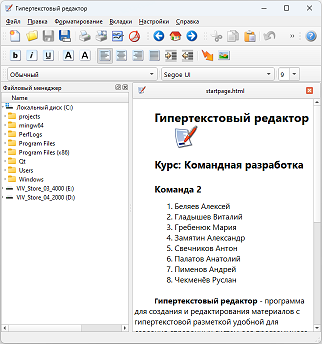 Гипертекстовый редактор
Файл Правка Форматирование Вкладки Настройки Справка
b i U A A
Обычный Segoe UI 9
Файловый менеджер
startpage.html
Name
Локальный диск (C:)
projects
mingw64
PerfLogs
Program Files
Program Files (x86)
Qt
Users
Windows
VIV_Store_03_4000 (E:)
VIV_Store_04_2000 (D:)
Гипертекстовый редактор
Курс: Командная разработка
Команда 2
1. Беляев Алексей
2. Гладышев Виталий
3. Гребенюк Мария
4. Замятин Александр
5. Свечников Антон
6. Палатов Анатолий
7. Пименов Андрей
8. Чекменёв Руслан
Гипертекстовый редактор - программа
для создания и редактирования материалов с
гипертекстовой разметкой удобной для